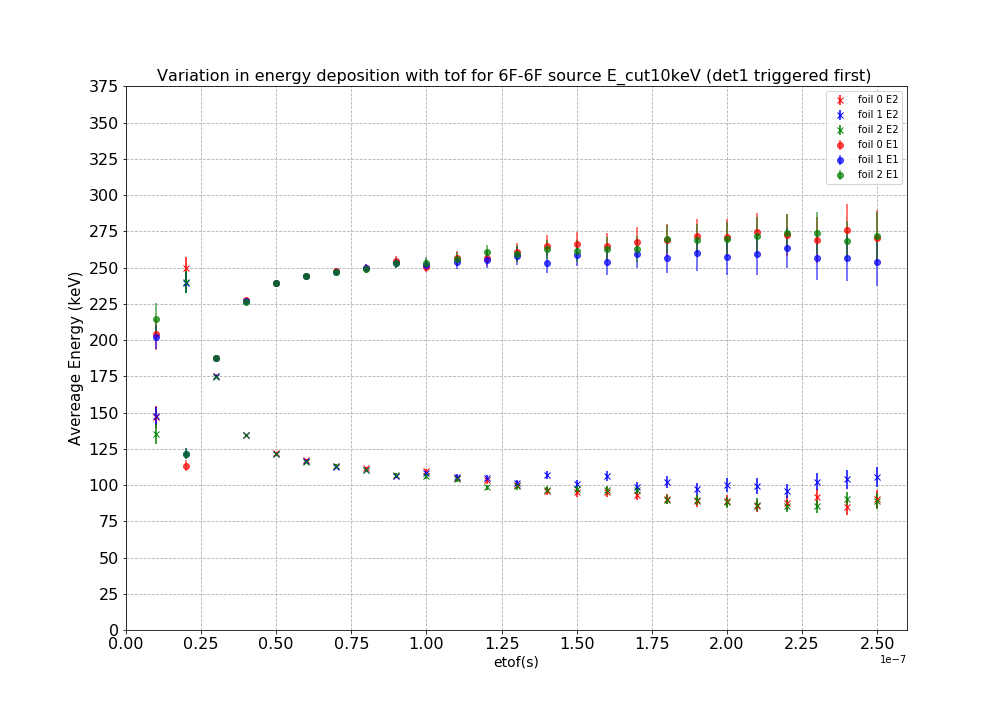 Variation in energy deposition with tof for 6F-6F source E_cut10keV (det1 triggered first)
375
350
325
300
275
250
225
200
175
150
125
100
75
50
25
0
Avereage Energy (keV)
foil 0 E2
foil 1 E2
foil 2 E2
foil 0 E1
foil 1 E1
foil 2 E1
0.00 0.25 0.50 0.75 1.00 1.25 1.50 1.75 2.00 2.25 2.50
etof(s)
1e-7